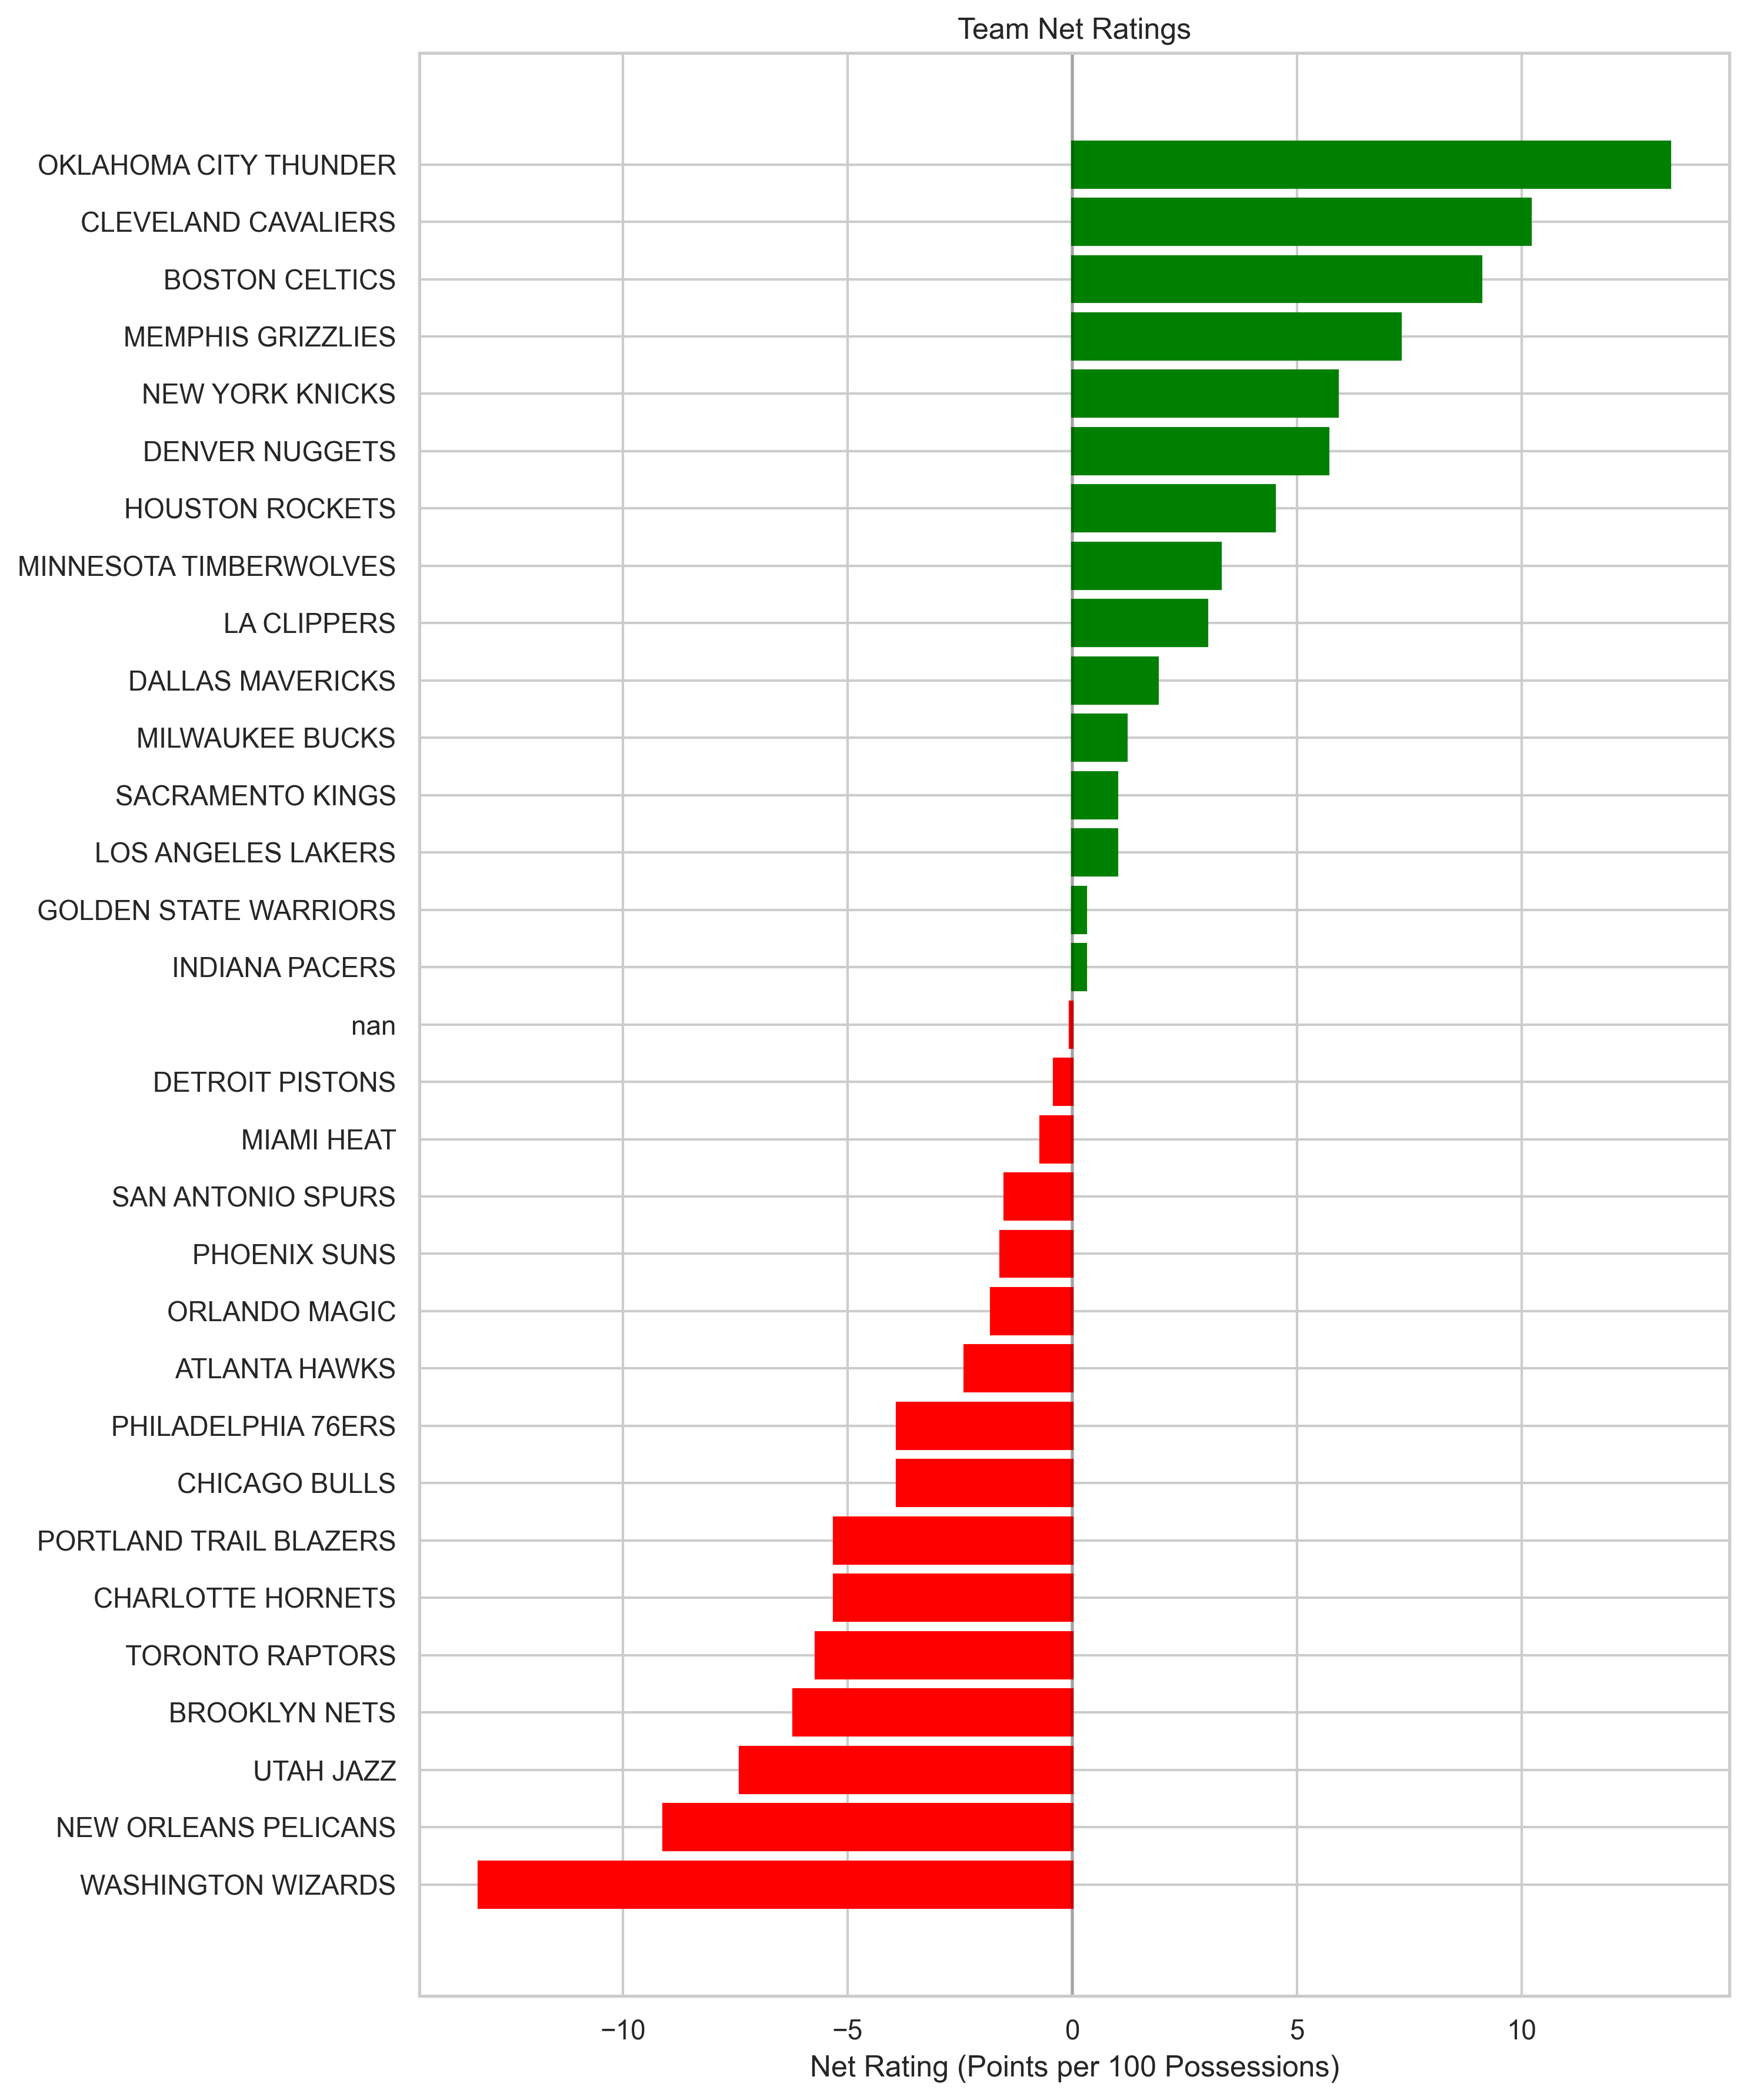 Team Net Ratings
OKLAHOMA CITY THUNDER
CLEVELAND CAVALIERS
BOSTON CELTICS
MEMPHIS GRIZZLIES
NEW YORK KNICKS
DENVER NUGGETS
HOUSTON ROCKETS
MINNESOTA TIMBERWOLVES
LA CLIPPERS
DALLAS MAVERICKS
MILWAUKEE BUCKS
SACRAMENTO KINGS
LOS ANGELES LAKERS
GOLDEN STATE WARRIORS
INDIANA PACERS
nan
DETROIT PISTONS
MIAMI HEAT
SAN ANTONIO SPURS
PHOENIX SUNS
ORLANDO MAGIC
ATLANTA HAWKS
PHILADELPHIA 76ERS
CHICAGO BULLS
PORTLAND TRAIL BLAZERS
CHARLOTTE HORNETS
TORONTO RAPTORS
BROOKLYN NETS
UTAH JAZZ
NEW ORLEANS PELICANS
WASHINGTON WIZARDS
−10 −5 0 5 10
Net Rating (Points per 100 Possessions)